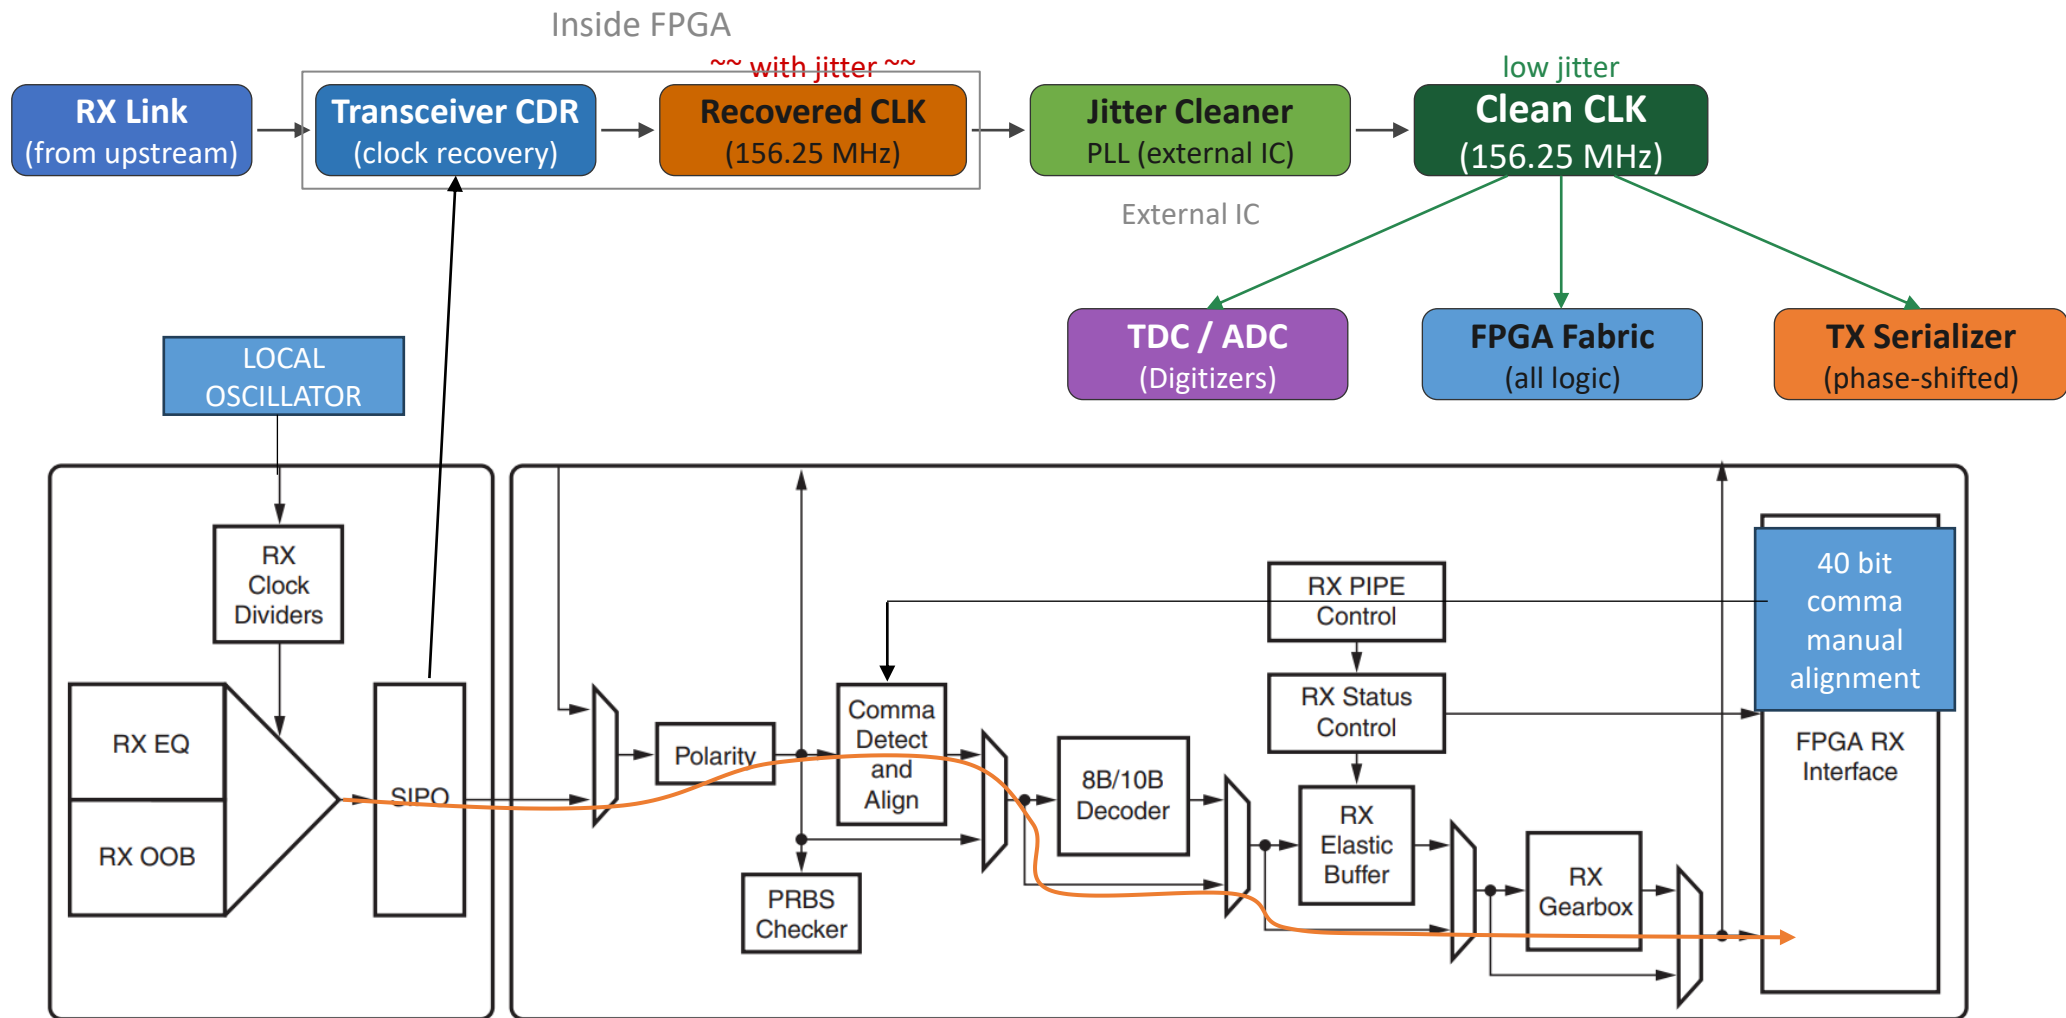 Inside FPGA
~~ with jitter ~~
low jitter
RX Link
(from upstream)
Transceiver CDR
(clock recovery)
Recovered CLK
(156.25 MHz)
Jitter Cleaner
PLL (external IC)
Clean CLK
(156.25 MHz)
External IC
TDC / ADC
(Digitizers)
FPGA Fabric
(all logic)
TX Serializer
(phase-shifted)
LOCAL
OSCILLATOR
RX
Clock
Dividers
RX EQ
RX OOB
SIPO
Polarity
PRBS
Checker
Comma
Detect
and
Align
8B/10B
Decoder
RX PIPE
Control
RX Status
Control
RX
Elastic
Buffer
RX
Gearbox
40 bit
comma
manual
alignment
FPGA RX
Interface